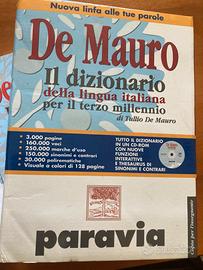 Nuova linfa alle tue parole
De Mauro
Il dizionario
della lingua italiana
per il terzo millennio
di Tullio De Mauro
• 3.000 pagine
• 160.000 voci
• 250.000 marche d'uso
• 150.000 sinonimi e contrari
• 30.000 polirematiche
• Visuale a colori di 128 pagine
TUTTO IL DIZIONARIO
IN UN CD-ROM
CON NUOVE
FUNZIONI
INTERATTIVE
E THESAURUS DI
SINONIMI E CONTRARI
paravia
Copia per l'insegnante